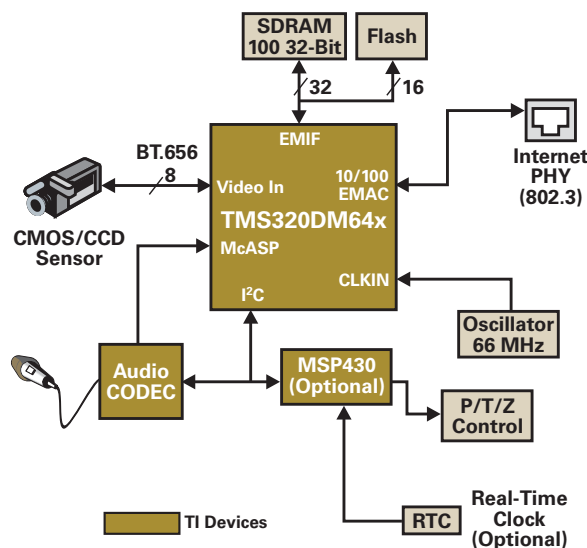 SDRAM
100 32-Bit
Flash
32
16
EMIF
BT.656
8
Video In
10/100
EMAC
Internet
PHY
(802.3)
TMS320DM64x
CMOS/CCD
Sensor
McASP
CLKIN
I²C
Oscillator
66 MHz
Audio
CODEC
MSP430
(Optional)
P/T/Z
Control
TI Devices
RTC
Real-Time
Clock
(Optional)